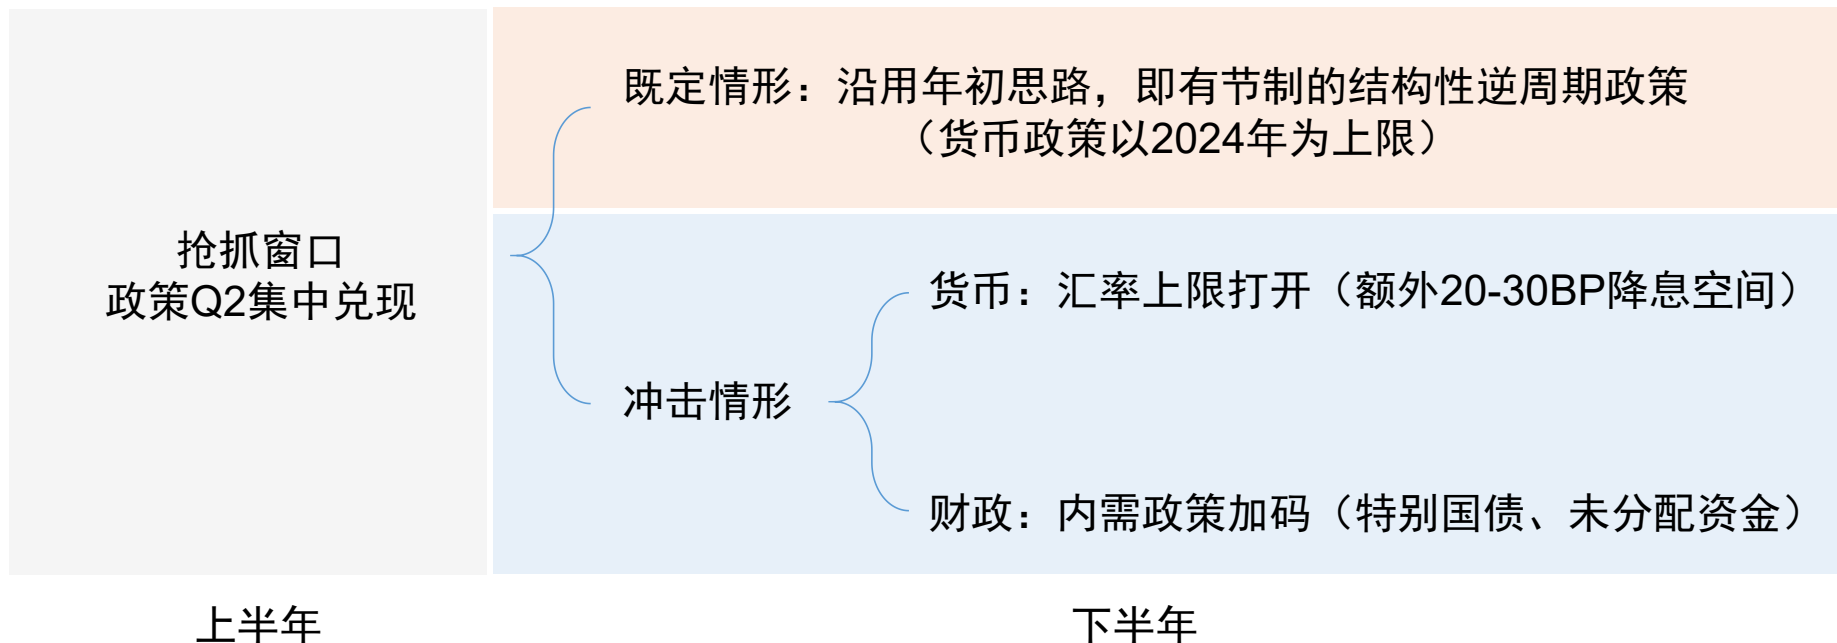 抢抓窗口
政策Q2集中兑现
既定情形：沿用年初思路，即有节制的结构性逆周期政策
（货币政策以2024年为上限）
冲击情形
货币：汇率上限打开（额外20-30BP降息空间）
财政：内需政策加码（特别国债、未分配资金）
上半年
下半年